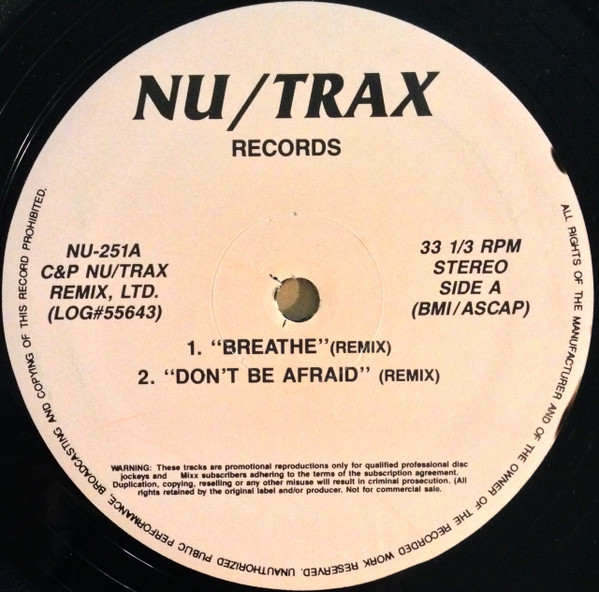 NU/TRAX
RECORDS
NU-251A
C&P NU/TRAX
REMIX, LTD.
(LOG#55643)
33 1/3 RPM
STEREO
SIDE A
(BMI/ASCAP)
1. “BREATHE”(REMIX)
2. “DON’T BE AFRAID” (REMIX)
WARNING: These tracks are promotional reproductions only for qualified professional disc
jockeys and Mixx subscribers adhering to the terms of the subscription agreement.
Duplication, copying, reselling or any other misuse will result in criminal prosecution. (All
rights retained by the original label and/or producer. Not for commercial sale.
ALL RIGHTS OF THE MANUFACTURER AND OF THE OWNER OF THE RECORDED WORK RESERVED. UNAUTHORIZED PUBLIC PERFORMANCE, BROADCASTING AND COPYING OF THIS RECORD PROHIBITED.